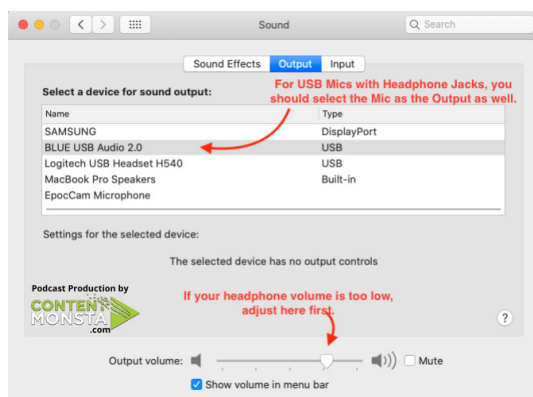 Sound
Search
Sound Effects Output Input
For USB Mics with Headphone Jacks, you
should select the Mic as the Output as well.
Select a device for sound output:
Name Type
SAMSUNG DisplayPort
BLUE USB Audio 2.0 USB
Logitech USB Headset H540 USB
MacBook Pro Speakers Built-in
EpocCam Microphone
Settings for the selected device:
The selected device has no output controls
Podcast Production by
CONTENT
MONSTA
.com
If your headphone volume is too low,
adjust here first.
?
Output volume: Mute
Show volume in menu bar